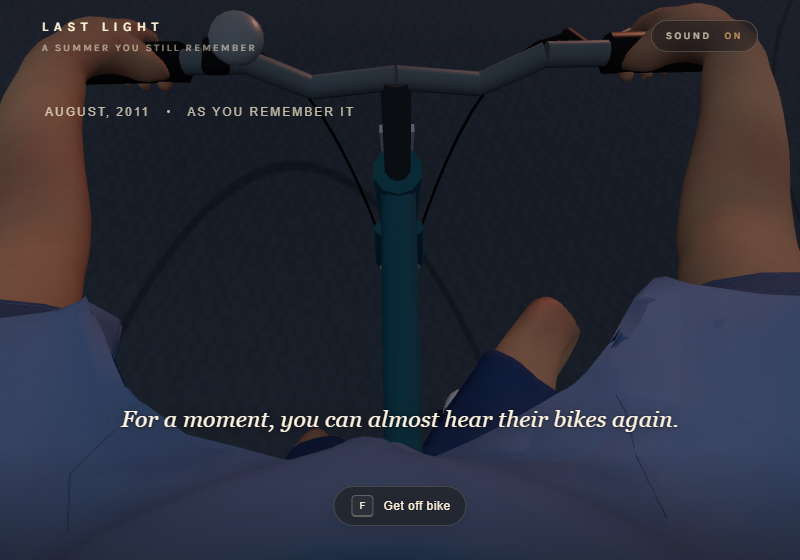 LAST LIGHT
A SUMMER YOU STILL REMEMBER
SOUND ON
AUGUST, 2011 • AS YOU REMEMBER IT
For a moment, you can almost hear their bikes again.
F Get off bike